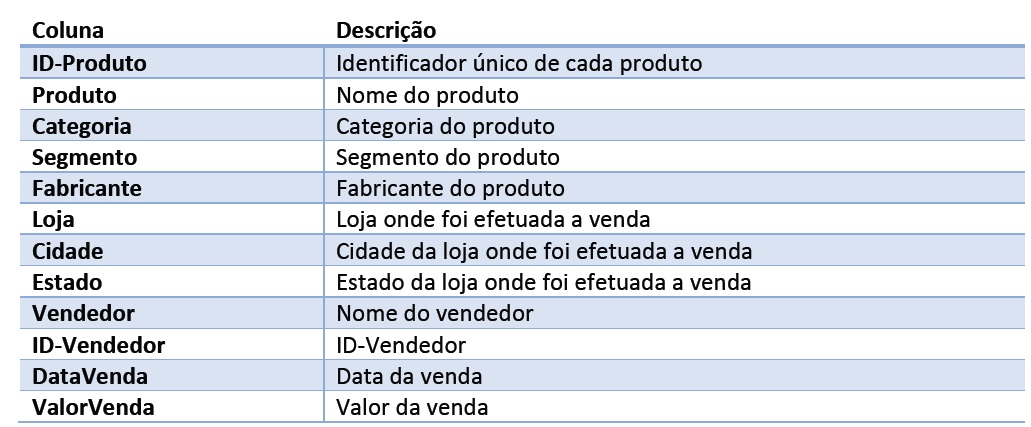 Coluna Descrição
ID-Produto Identificador único de cada produto
Produto Nome do produto
Categoria Categoria do produto
Segmento Segmento do produto
Fabricante Fabricante do produto
Loja Loja onde foi efetuada a venda
Cidade Cidade da loja onde foi efetuada a venda
Estado Estado da loja onde foi efetuada a venda
Vendedor Nome do vendedor
ID-Vendedor ID-Vendedor
DataVenda Data da venda
ValorVenda Valor da venda